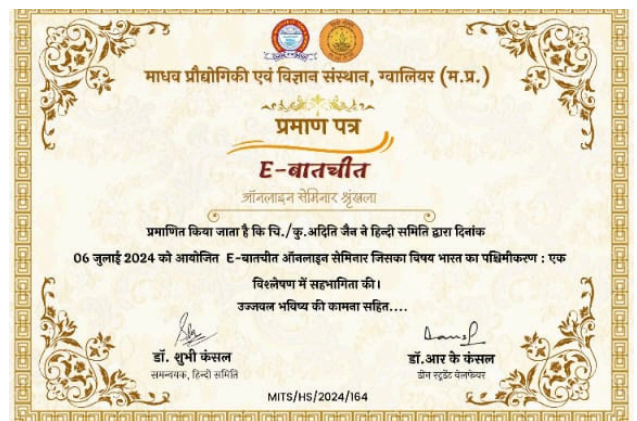 माधव प्रौद्योगिकी एवं विज्ञान संस्थान, ग्वालियर (म.प्र.)
प्रमाण पत्र
E-बातचीत
ऑनलाइन सेमिनार श्रृंखला
प्रमाणित किया जाता है कि चि./कु.अदिति जैन ने हिन्दी समिति द्वारा दिनांक
06 जुलाई 2024 को आयोजित E-बातचीत ऑनलाइन सेमिनार जिसका विषय भारत का पश्चिमीकरण : एक
विश्लेषण में सहभागिता की।
उज्जवल भविष्य की कामना सहित....
डॉ. शुभी कंसल
डॉ.आर के कंसल
समन्वयक, हिन्दी समिति
डीन स्टूडेंट वेलफेयर
MITS/HS/2024/164